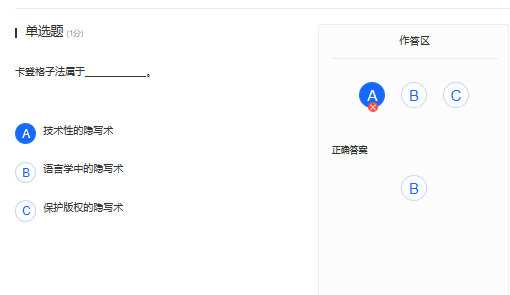 单选题 (1分)
卡登格子法属于____________。
A 技术性的隐写术
B 语言学中的隐写术
C 保护版权的隐写术
作答区
A B C
正确答案
B